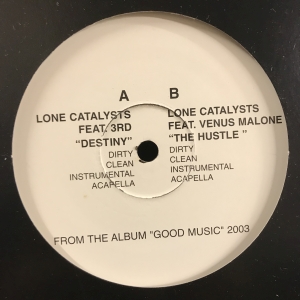 A
LONE CATALYSTS
FEAT. 3RD
"DESTINY"
DIRTY
CLEAN
INSTRUMENTAL
ACAPELLA
B
LONE CATALYSTS
FEAT. VENUS MALONE
"THE HUSTLE "
DIRTY
CLEAN
INSTRUMENTAL
ACAPELLA
FROM THE ALBUM "GOOD MUSIC" 2003